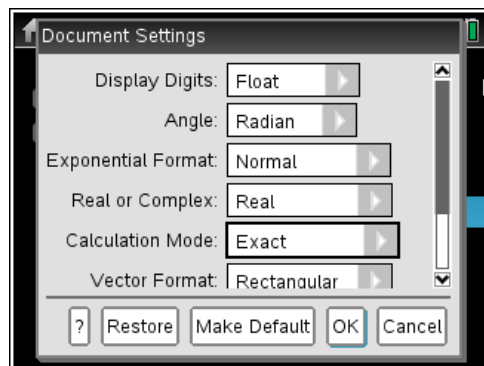 Document Settings
Display Digits: Float
Angle: Radian
Exponential Format: Normal
Real or Complex: Real
Calculation Mode: Exact
Vector Format: Rectangular
? Restore Make Default OK Cancel